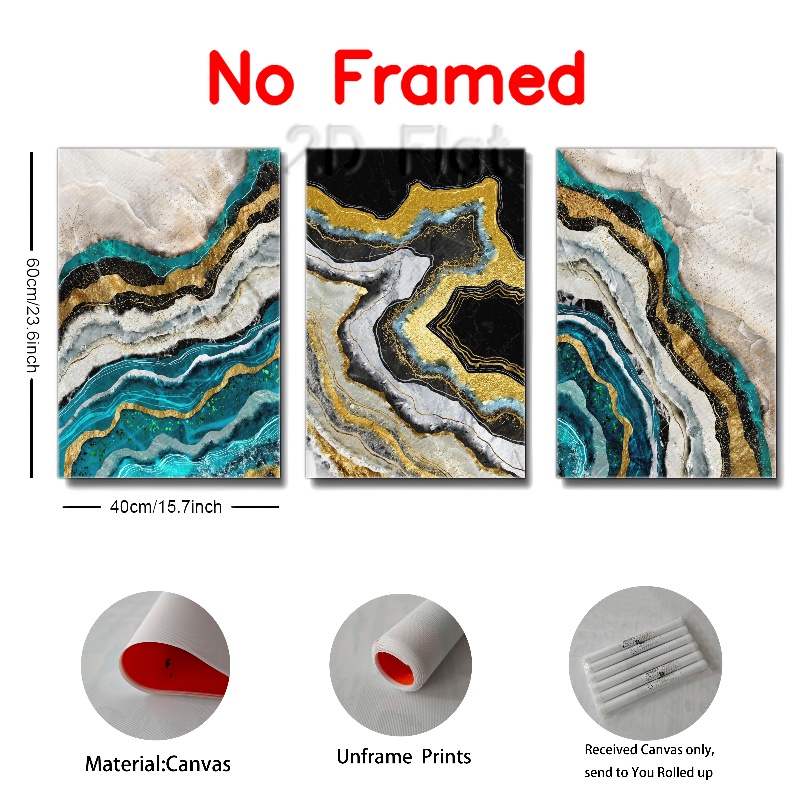 No Framed
2D Flat
60cm/23.6inch
40cm/15.7inch
Material:Canvas
Unframe Prints
Received Canvas only,
send to You Rolled up